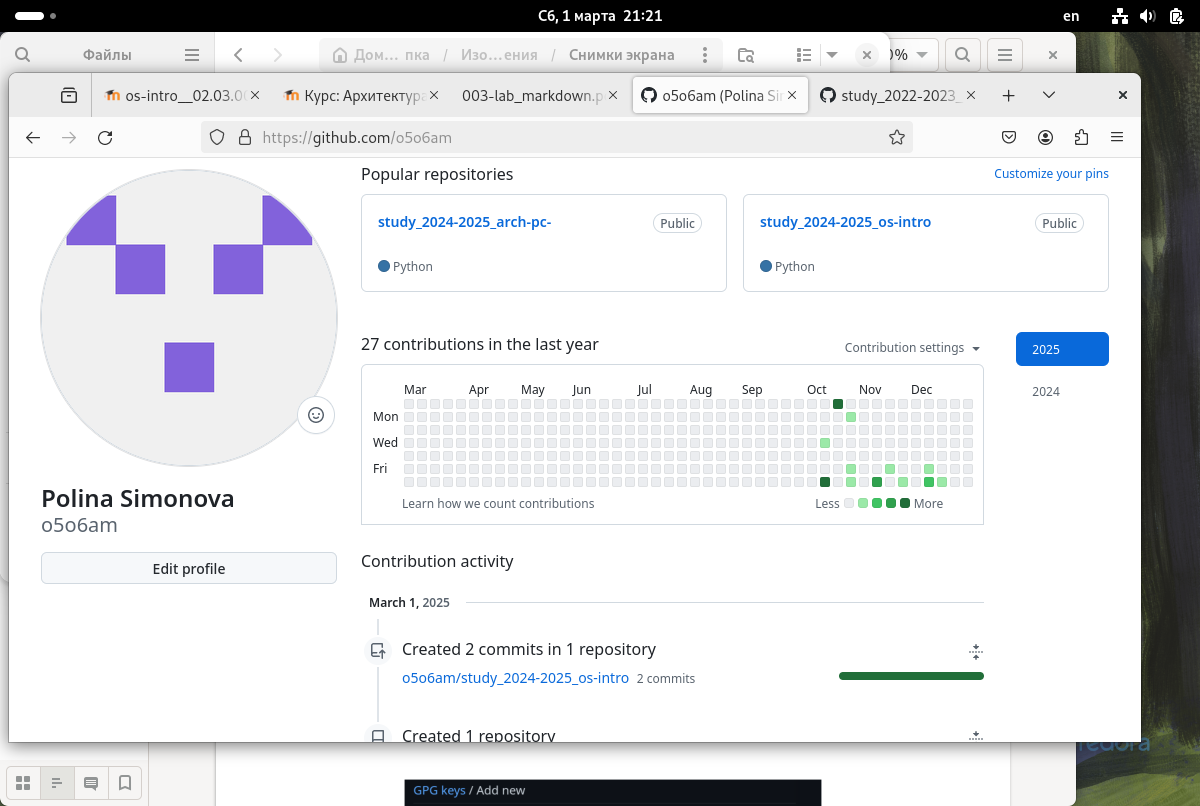 Сб, 1 марта 21:21
en
Файлы
Дом… пка / Изо…ения / Снимки экрана
0%
os-intro__02.03.0
Курс: Архитектура
003-lab_markdown.p
o5o6am (Polina Sir
study_2022-2023_
https://github.com/o5o6am
Popular repositories
Customize your pins
study_2024-2025_arch-pc-
Public
Python
study_2024-2025_os-intro
Public
Python
27 contributions in the last year
Contribution settings
2025
2024
Mar Apr May Jun Jul Aug Sep Oct Nov Dec
Mon
Wed
Fri
Learn how we count contributions
Less
More
Polina Simonova
o5o6am
Edit profile
Contribution activity
March 1, 2025
Created 2 commits in 1 repository
o5o6am/study_2024-2025_os-intro 2 commits
Created 1 repository
fedora
GPG keys / Add new